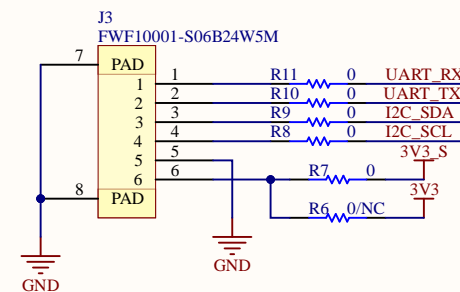 J3
FWF10001-S06B24W5M
7 PAD
1 1 R11 0 UART_RX
2 2 R10 0 UART_TX
3 3 R9 0 I2C_SDA
4 4 R8 0 I2C_SCL
5 5 3V3_S
6 6 R7 0
8 PAD 3V3
R6 0/NC
GND
GND